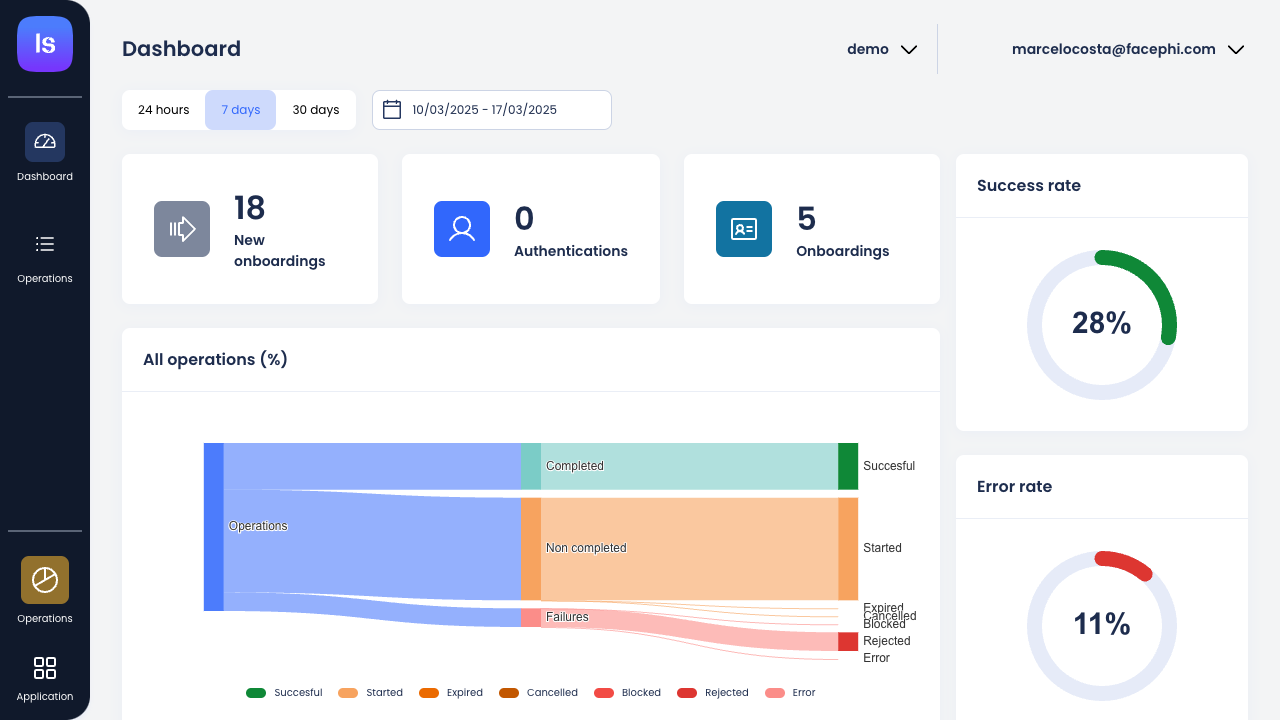 Is
Dashboard
demo
marcelocosta@facephi.com
24 hours
7 days
30 days
10/03/2025 - 17/03/2025
Dashboard
Operations
18
New
onboardings
0
Authentications
5
Onboardings
Success rate
28%
All operations (%)
Operations
Completed
Non completed
Failures
Succesful
Started
Expired
Cancelled
Blocked
Rejected
Error
Succesful
Started
Expired
Cancelled
Blocked
Rejected
Error
Error rate
11%
Operations
Application